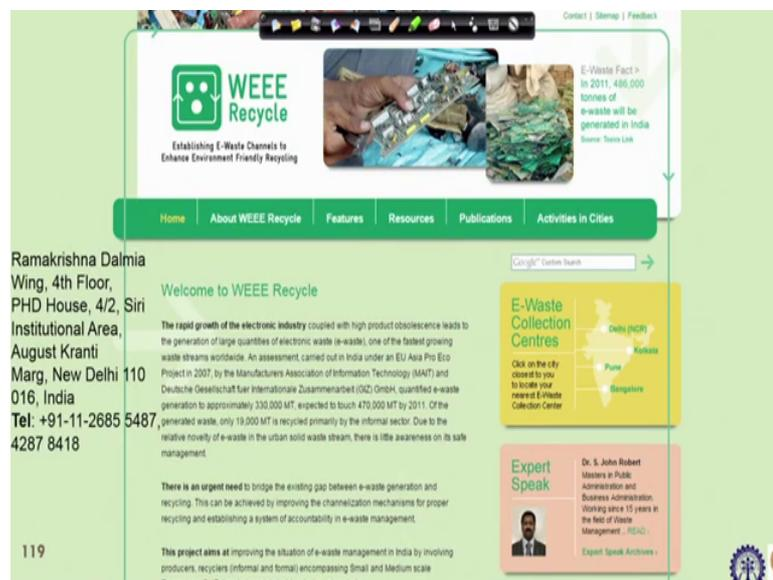 Contact | Sitemap | Feedback
WEEE
Recycle
Establishing E-Waste Channels to
Enhance Environment Friendly Recycling
E-Waste Fact >
In 2011, 486,000
tonnes of
e-waste will be
generated in India
Source: Toxics Link
Home About WEEE Recycle Features Resources Publications Activities in Cities
Google™ Custom Search
Ramakrishna Dalmia
Wing, 4th Floor,
PHD House, 4/2, Siri
Institutional Area,
August Kranti
Marg, New Delhi 110
016, India
Tel: +91-11-2685 5487,
4287 8418
Welcome to WEEE Recycle
The rapid growth of the electronic industry coupled with high product obsolescence leads to
the generation of large quantities of electronic waste (e-waste), one of the fastest growing
waste streams worldwide. An assessment, carried out in India under an EU Asia Pro Eco
Project in 2007, by the Manufacturers Association of Information Technology (MAIT) and
Deutsche Gesellschaft fuer Internationale Zusammenarbeit (GIZ) GmbH, quantified e-waste
generation to approximately 330,000 MT, expected to touch 470,000 MT by 2011. Of the
generated waste, only 19,000 MT is recycled primarily by the informal sector. Due to the
relative novelty of e-waste in the urban solid waste stream, there is little awareness on its safe
management.
There is an urgent need to bridge the existing gap between e-waste generation and
recycling. This can be achieved by improving the channelization mechanisms for proper
recycling and establishing a system of accountability in e-waste management.
This project aims at improving the situation of e-waste management in India by involving
producers, recyclers (informal and formal) encompassing Small and Medium scale
E-Waste
Collection
Centres
Click on the city
closest to you
to locate your
nearest E-Waste
Collection Center
Delhi (NCR)
Kolkata
Pune
Bangalore
Expert
Speak
Dr. S. John Robert
Masters in Public
Administration and
Business Administration.
Working since 15 years in
the field of Waste
Management .. READ ›
Expert Speak Archives ›
119